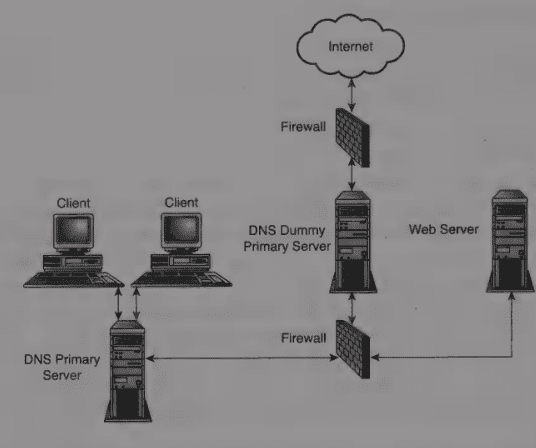 Internet
Firewall
Client
Client
DNS Dummy
Primary Server
Web Server
Firewall
DNS Primary
Server